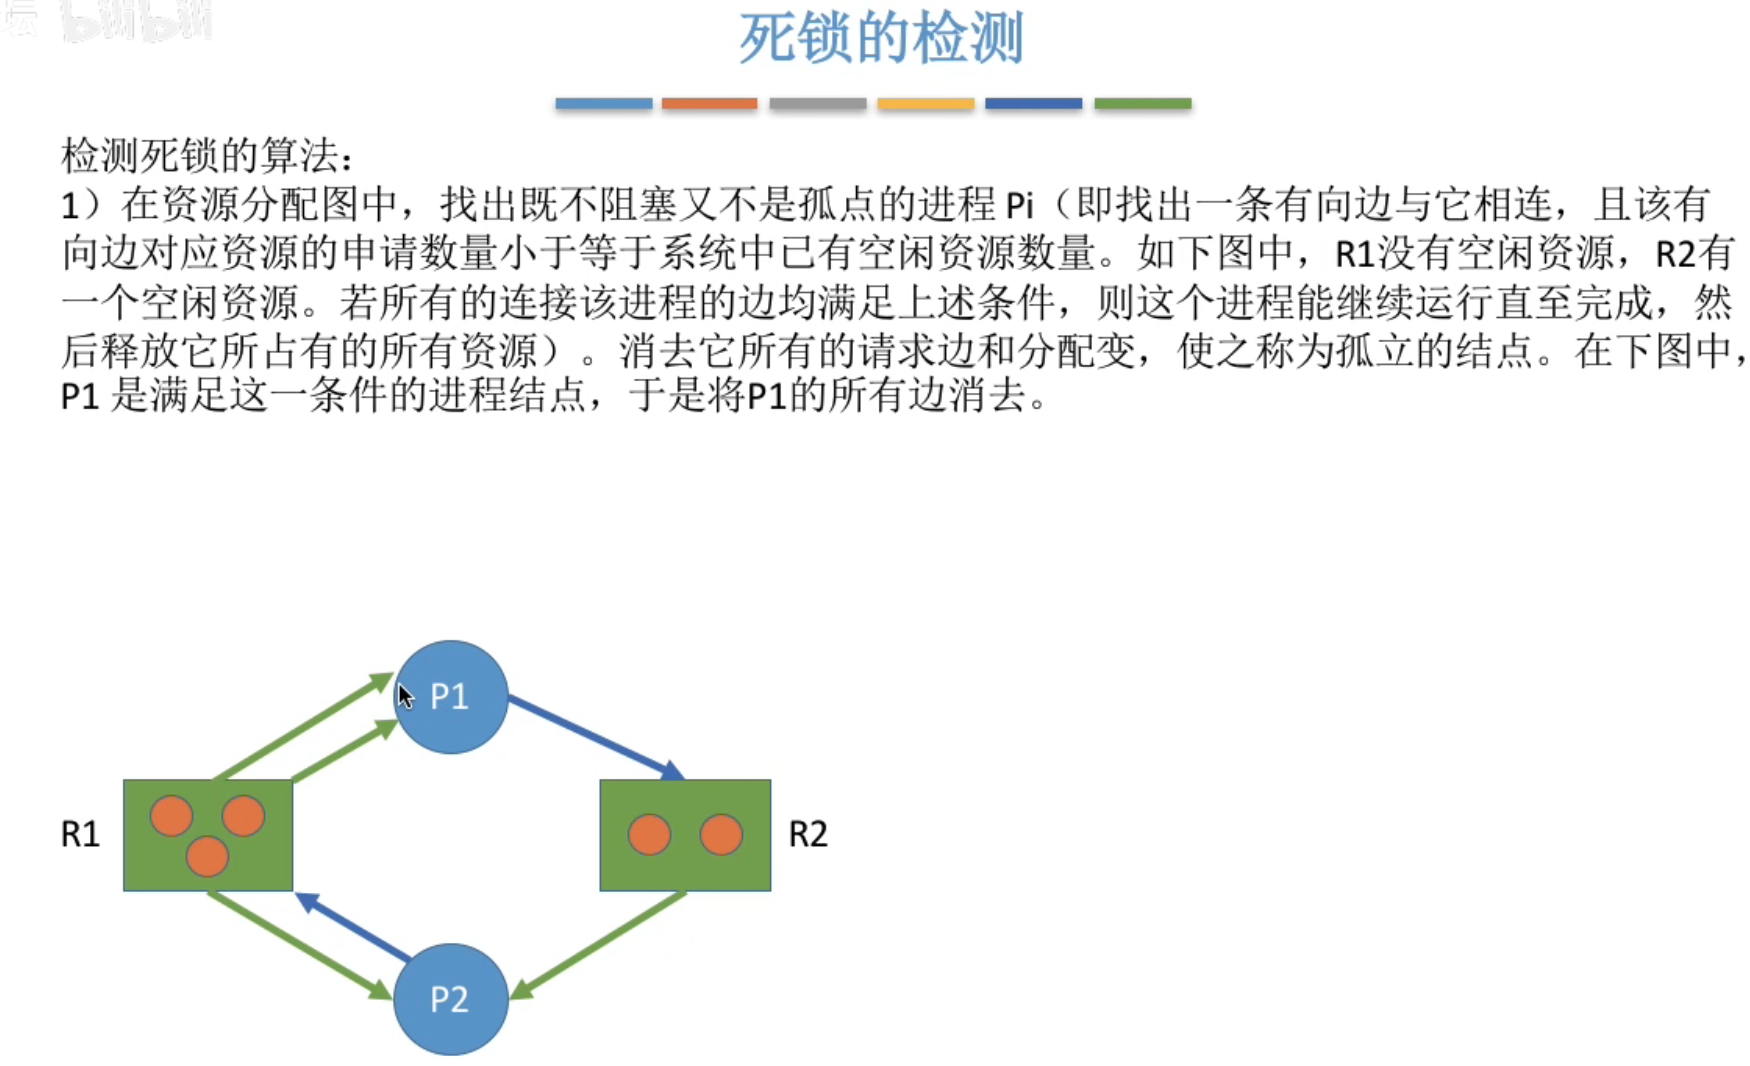 死锁的检测
检测死锁的算法：
1）在资源分配图中，找出既不阻塞又不是孤点的进程 Pi（即找出一条有向边与它相连，且该有
向边对应资源的申请数量小于等于系统中已有空闲资源数量。如下图中，R1没有空闲资源，R2有
一个空闲资源。若所有的连接该进程的边均满足上述条件，则这个进程能继续运行直至完成，然
后释放它所占有的所有资源）。消去它所有的请求边和分配变，使之称为孤立的结点。在下图中，
P1 是满足这一条件的进程结点，于是将P1的所有边消去。
P1
R1
R2
P2